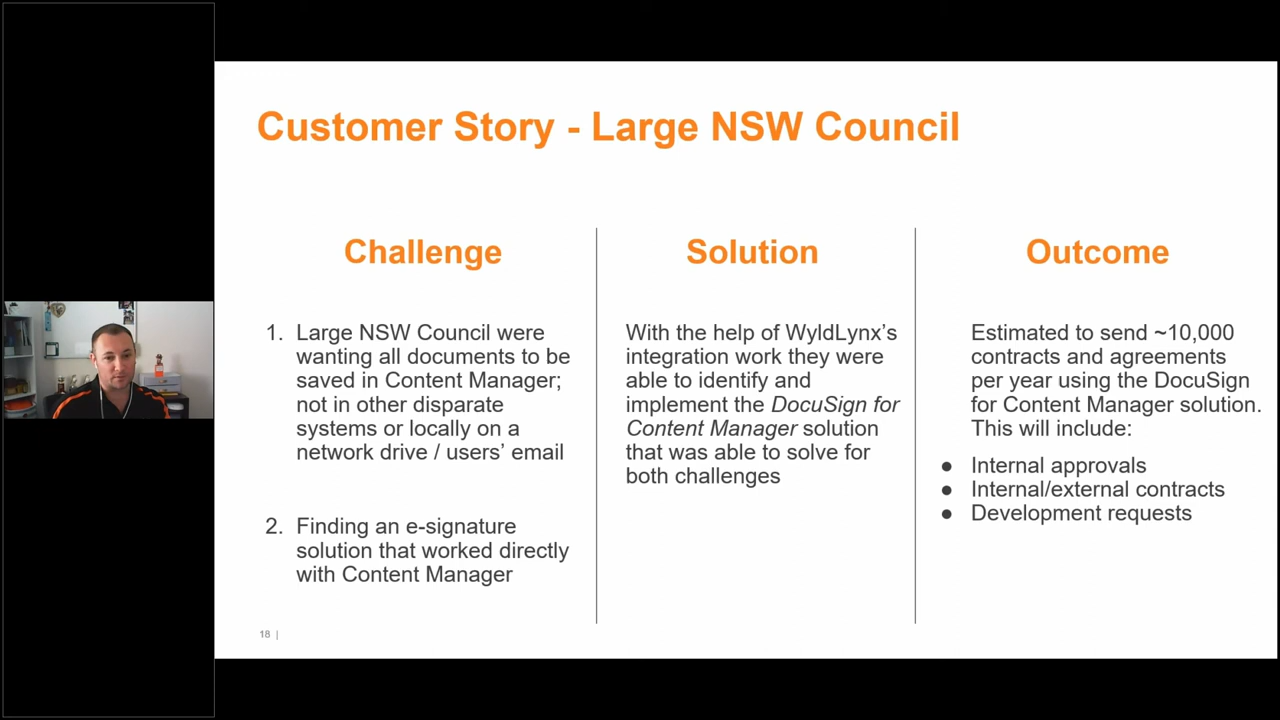 Customer Story - Large NSW Council
Challenge
1. Large NSW Council were
wanting all documents to be
saved in Content Manager;
not in other disparate
systems or locally on a
network drive / users’ email
2. Finding an e-signature
solution that worked directly
with Content Manager
Solution
With the help of WyldLynx’s
integration work they were
able to identify and
implement the DocuSign for
Content Manager solution
that was able to solve for
both challenges
Outcome
Estimated to send ~10,000
contracts and agreements
per year using the DocuSign
for Content Manager solution.
This will include:
● Internal approvals
● Internal/external contracts
● Development requests
18 |